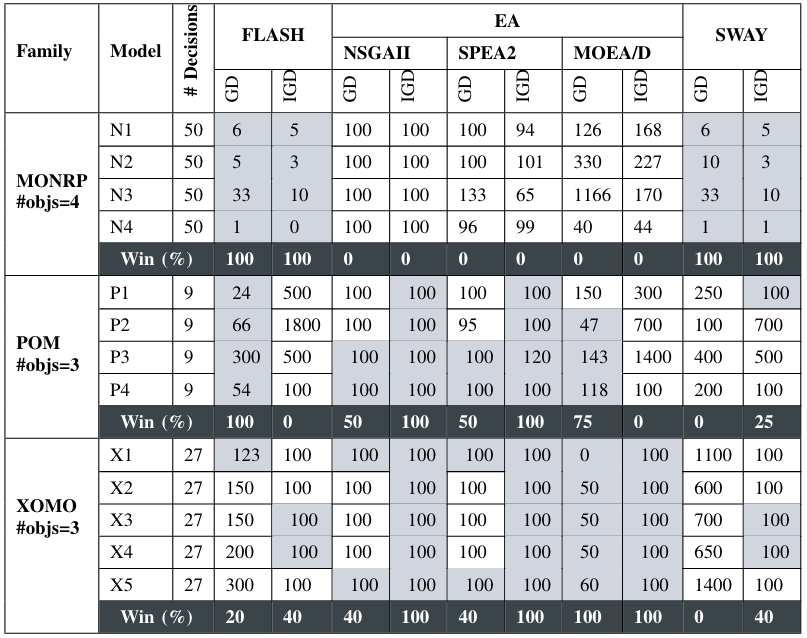 Family Model # Decisions FLASH EA SWAY
NSGAII SPEA2 MOEA/D
GD IGD GD IGD GD IGD GD IGD GD IGD
MONRP #objs=4
N1 50 6 5 100 100 100 94 126 168 6 5
N2 50 5 3 100 100 100 101 330 227 10 3
N3 50 33 10 100 100 133 65 1166 170 33 10
N4 50 1 0 100 100 96 99 40 44 1 1
Win (%) 100 100 0 0 0 0 0 0 100 100
POM #objs=3
P1 9 24 500 100 100 100 100 150 300 250 100
P2 9 66 1800 100 100 95 100 47 700 100 700
P3 9 300 500 100 100 100 120 143 1400 400 500
P4 9 54 100 100 100 100 100 118 100 200 100
Win (%) 100 0 50 100 50 100 75 0 0 25
XOMO #objs=3
X1 27 123 100 100 100 100 100 0 100 1100 100
X2 27 150 100 100 100 100 100 50 100 600 100
X3 27 150 100 100 100 100 100 50 100 700 100
X4 27 200 100 100 100 100 100 50 100 650 100
X5 27 300 100 100 100 100 100 60 100 1400 100
Win (%) 20 40 40 100 40 100 100 100 0 40